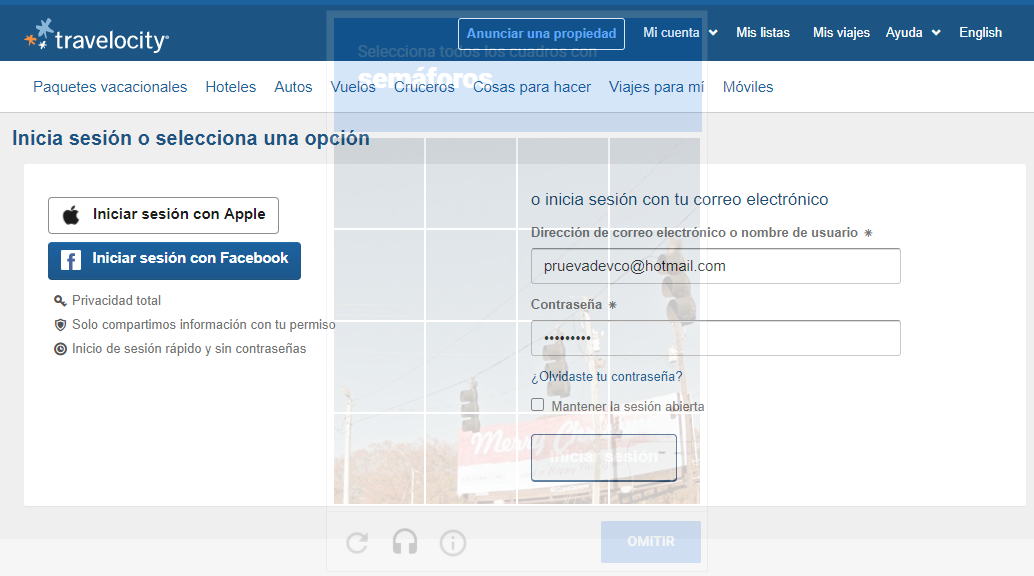 travelocity
Anunciar una propiedad
Mi cuenta
Mis listas
Mis viajes
Ayuda
English
Selecciona todos los cuadros con
semáforos
Paquetes vacacionales
Hoteles
Autos
Vuelos
Cruceros
Cosas para hacer
Viajes para mí
Móviles
Inicia sesión o selecciona una opción
Iniciar sesión con Apple
Iniciar sesión con Facebook
Privacidad total
Solo compartimos información con tu permiso
Inicio de sesión rápido y sin contraseñas
o inicia sesión con tu correo electrónico
Dirección de correo electrónico o nombre de usuario *
pruevadevco@hotmail.com
Contraseña *
•••••••••
¿Olvidaste tu contraseña?
Mantener la sesión abierta
Inicia sesión
Merry
OMITIR